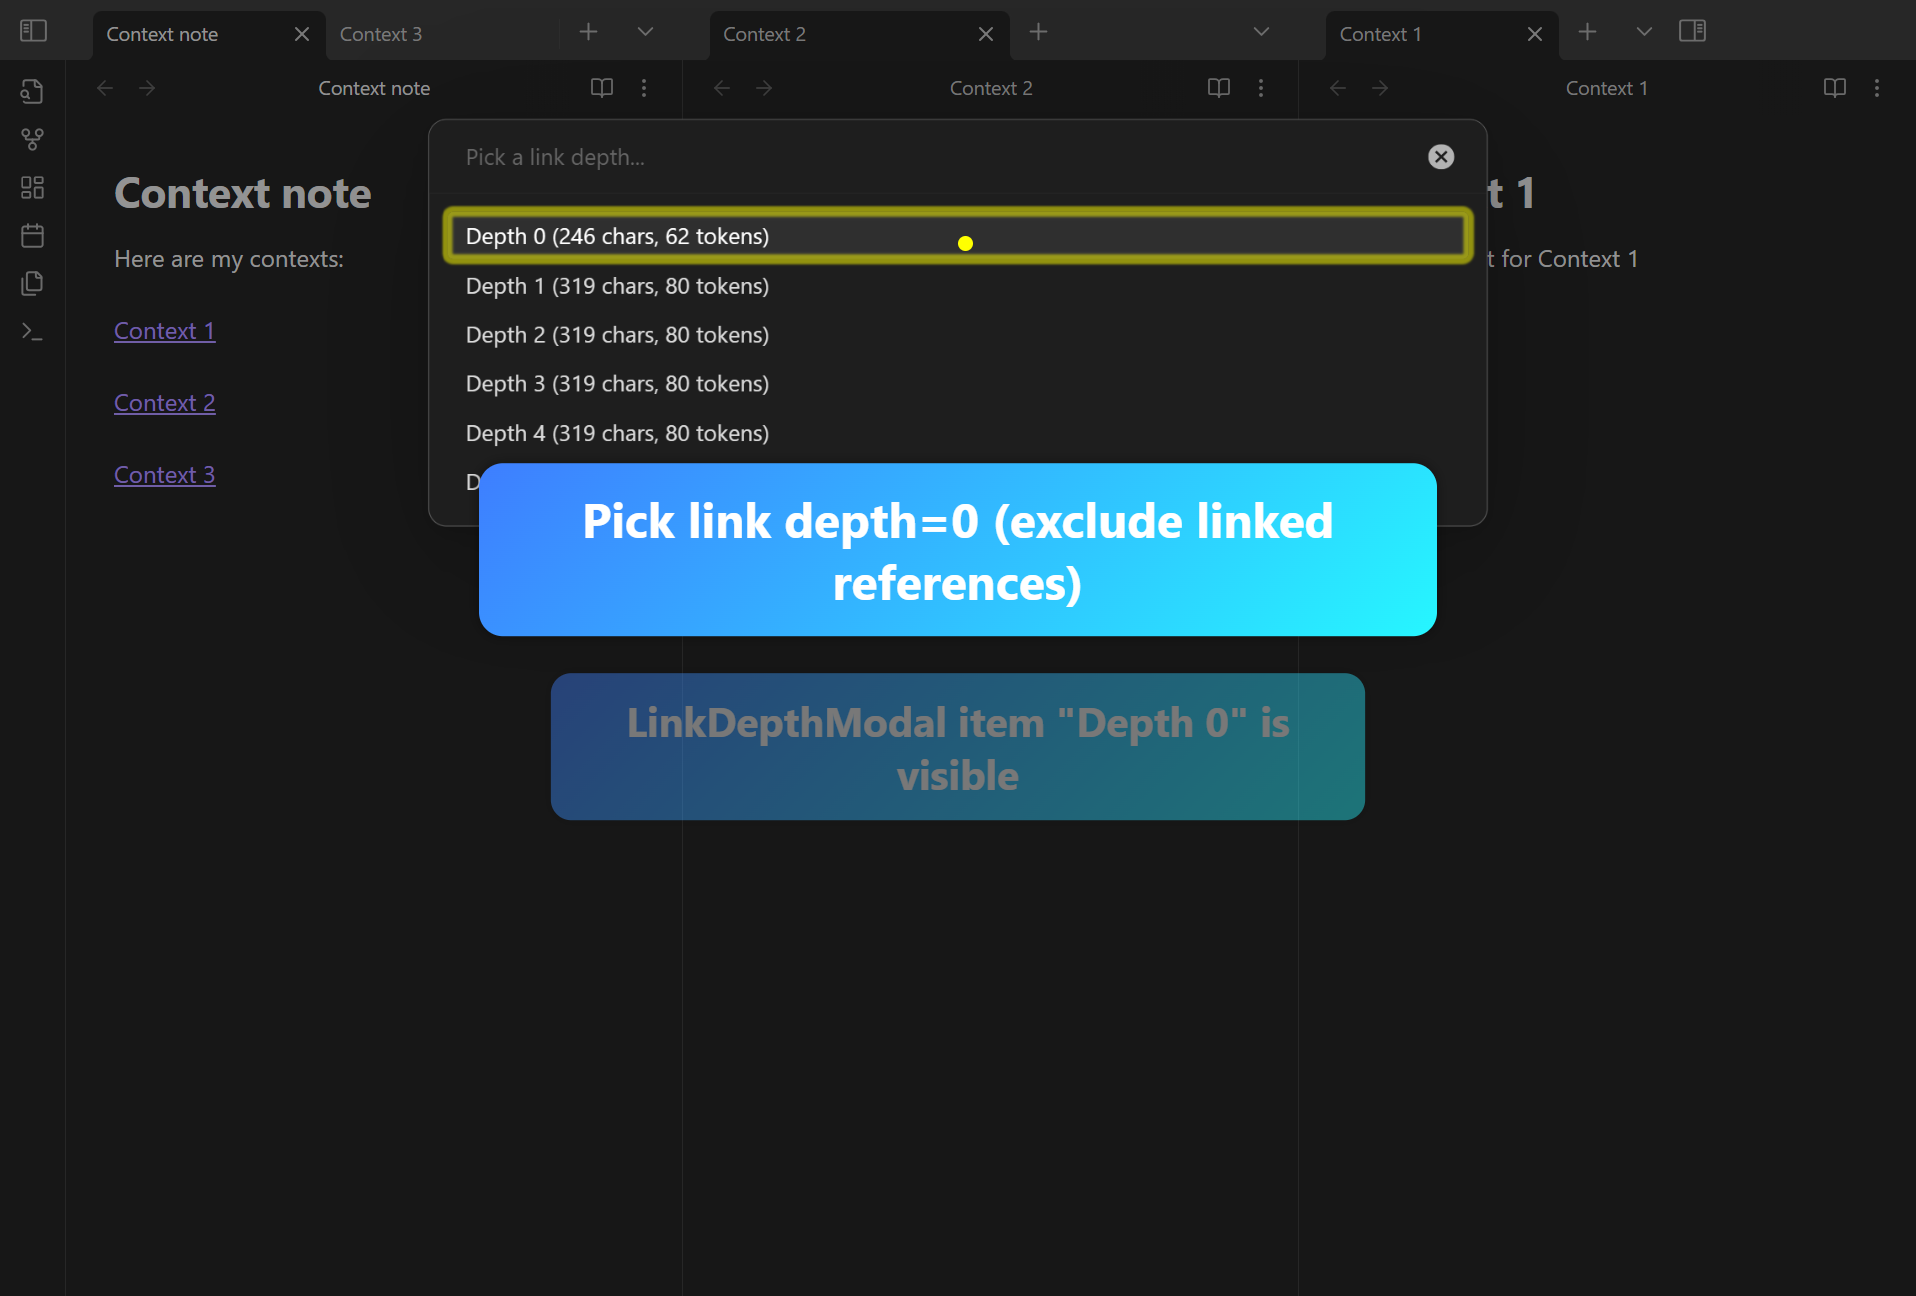 Context note
Context 3
Context 2
Context 1
Context note
Context 2
Context 1
Pick a link depth...
Context note
t 1
Depth 0 (246 chars, 62 tokens)
Here are my contexts:
t for Context 1
Depth 1 (319 chars, 80 tokens)
Context 1
Depth 2 (319 chars, 80 tokens)
Depth 3 (319 chars, 80 tokens)
Context 2
Depth 4 (319 chars, 80 tokens)
Context 3
D
Pick link depth=0 (exclude linked
references)
LinkDepthModal item "Depth 0" is
visible